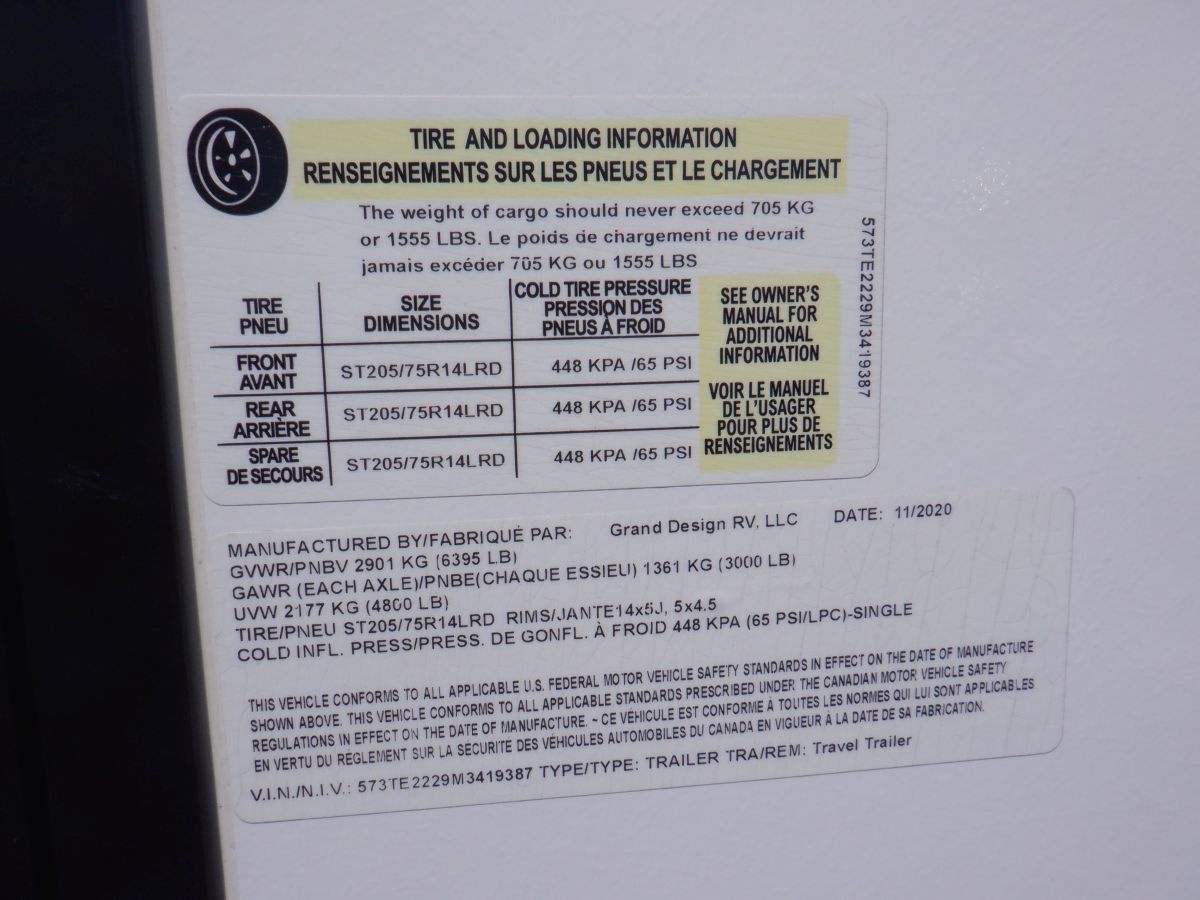 TIRE AND LOADING INFORMATION
RENSEIGNEMENTS SUR LES PNEUS ET LE CHARGEMENT
The weight of cargo should never exceed 705 KG
or 1555 LBS. Le poids de chargement ne devrait
jamais excéder 705 KG ou 1555 LBS
TIRE
PNEU
SIZE
DIMENSIONS
COLD TIRE PRESSURE
PRESSION DES
PNEUS À FROID
FRONT
AVANT
ST205/75R14LRD
448 KPA /65 PSI
REAR
ARRIÈRE
ST205/75R14LRD
448 KPA /65 PSI
SPARE
DE SECOURS
ST205/75R14LRD
448 KPA /65 PSI
SEE OWNER'S
MANUAL FOR
ADDITIONAL
INFORMATION
VOIR LE MANUEL
DE L'USAGER
POUR PLUS DE
RENSEIGNEMENTS
573TE2229M3419387
MANUFACTURED BY/FABRIQUÉ PAR: Grand Design RV, LLC DATE: 11/2020
GVWR/PNBV 2901 KG (6395 LB)
GAWR (EACH AXLE)/PNBE(CHAQUE ESSIEU) 1361 KG (3000 LB)
UVW 2177 KG (4800 LB)
TIRE/PNEU ST205/75R14LRD RIMS/JANTE14x5J, 5x4.5
COLD INFL. PRESS/PRESS. DE GONFL. À FROID 448 KPA (65 PSI/LPC)-SINGLE
THIS VEHICLE CONFORMS TO ALL APPLICABLE U.S. FEDERAL MOTOR VEHICLE SAFETY STANDARDS IN EFFECT ON THE DATE OF MANUFACTURE
SHOWN ABOVE. THIS VEHICLE CONFORMS TO ALL APPLICABLE STANDARDS PRESCRIBED UNDER THE CANADIAN MOTOR VEHICLE SAFETY
REGULATIONS IN EFFECT ON THE DATE OF MANUFACTURE. ~ CE VÉHICULE EST CONFORME À TOUTES LES NORMES QUI LUI SONT APPLICABLES
EN VERTU DU REGLEMENT SUR LA SÉCURITÉ DES VÉHICULES AUTOMOBILES DU CANADA EN VIGUEUR À LA DATE DE SA FABRICATION.
V.I.N./N.I.V.: 573TE2229M3419387 TYPE/TYPE: TRAILER TRA/REM: Travel Trailer